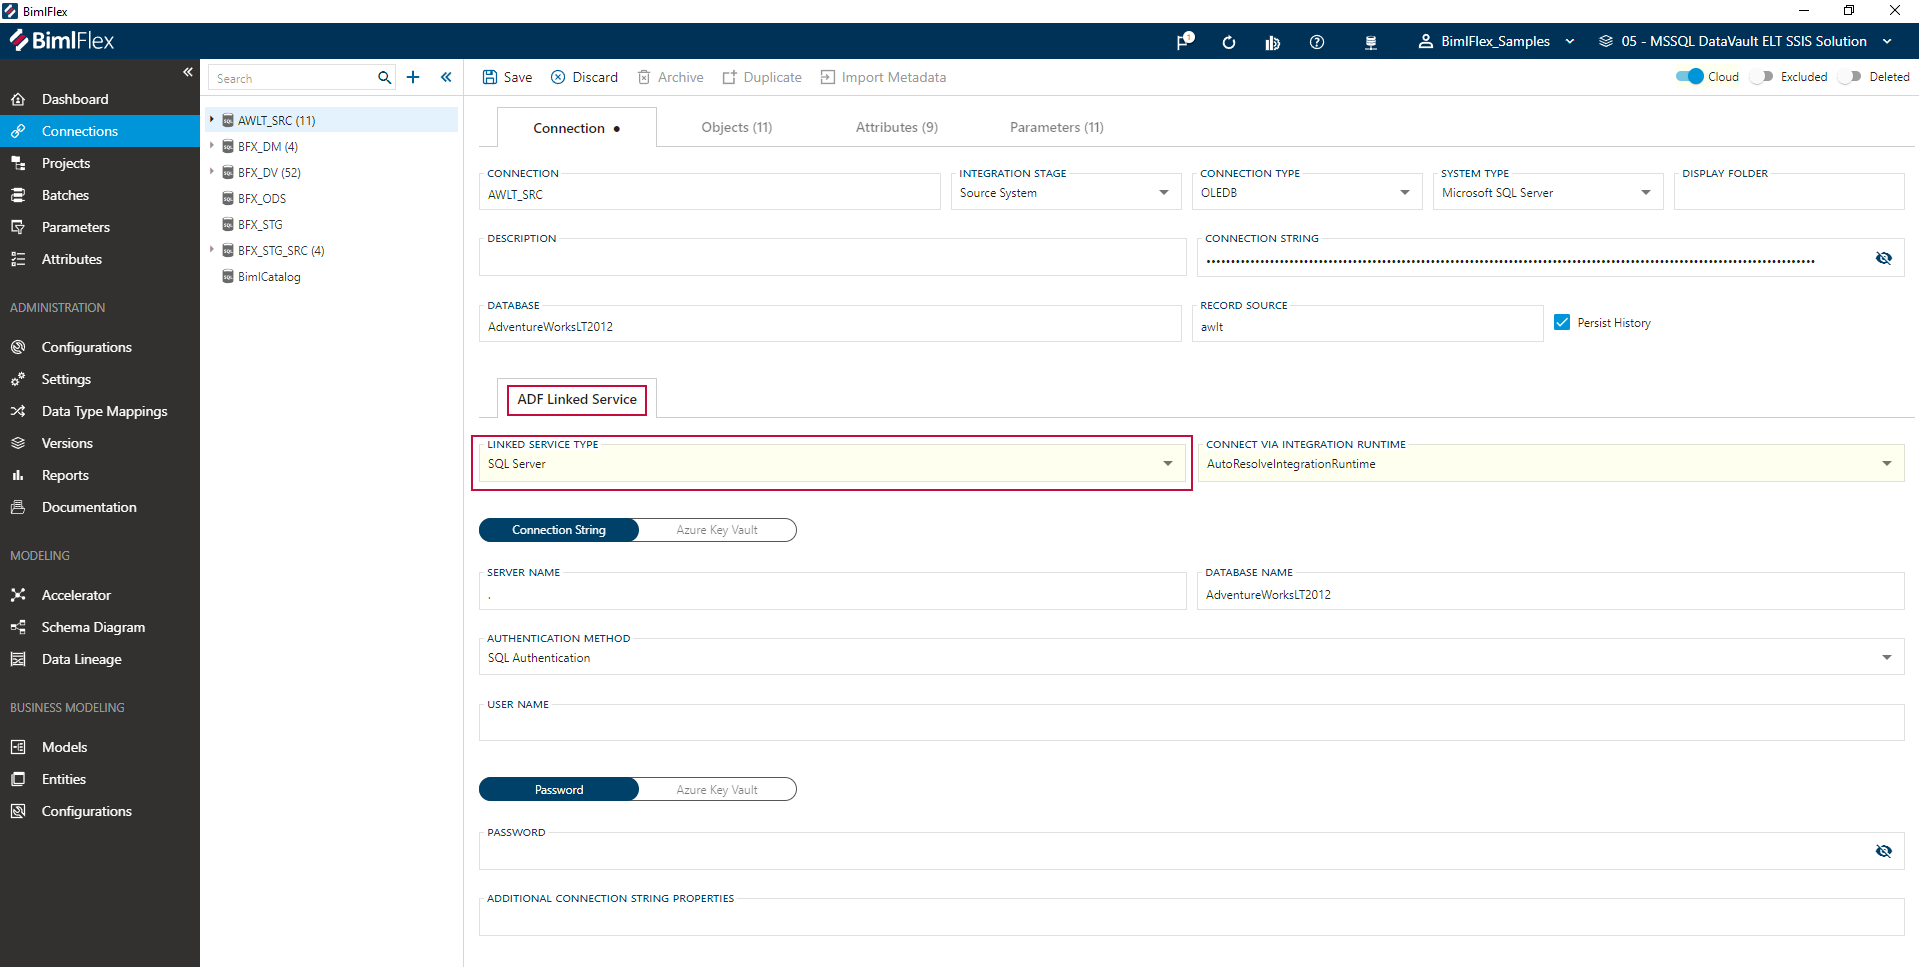 BimlFlex
BimlFlex
1
BimlFlex_Samples
05 - MSSQL DataVault ELT SSIS Solution
Dashboard
Connections
Projects
Batches
Parameters
Attributes
ADMINISTRATION
Configurations
Settings
Data Type Mappings
Versions
Reports
Documentation
MODELING
Accelerator
Schema Diagram
Data Lineage
BUSINESS MODELING
Models
Entities
Configurations
Search
AWLT_SRC (11)
BFX_DM (4)
BFX_DV (52)
BFX_ODS
BFX_STG
BFX_STG_SRC (4)
BimlCatalog
Save
Discard
Archive
Duplicate
Import Metadata
Cloud
Excluded
Deleted
Connection ●
Objects (11)
Attributes (9)
Parameters (11)
CONNECTION
AWLT_SRC
INTEGRATION STAGE
Source System
CONNECTION TYPE
OLEDB
SYSTEM TYPE
Microsoft SQL Server
DISPLAY FOLDER
DESCRIPTION
CONNECTION STRING
DATABASE
AdventureWorksLT2012
RECORD SOURCE
awlt
Persist History
ADF Linked Service
LINKED SERVICE TYPE
SQL Server
CONNECT VIA INTEGRATION RUNTIME
AutoResolveIntegrationRuntime
Connection String
Azure Key Vault
SERVER NAME
.
DATABASE NAME
AdventureWorksLT2012
AUTHENTICATION METHOD
SQL Authentication
USER NAME
Password
Azure Key Vault
PASSWORD
ADDITIONAL CONNECTION STRING PROPERTIES